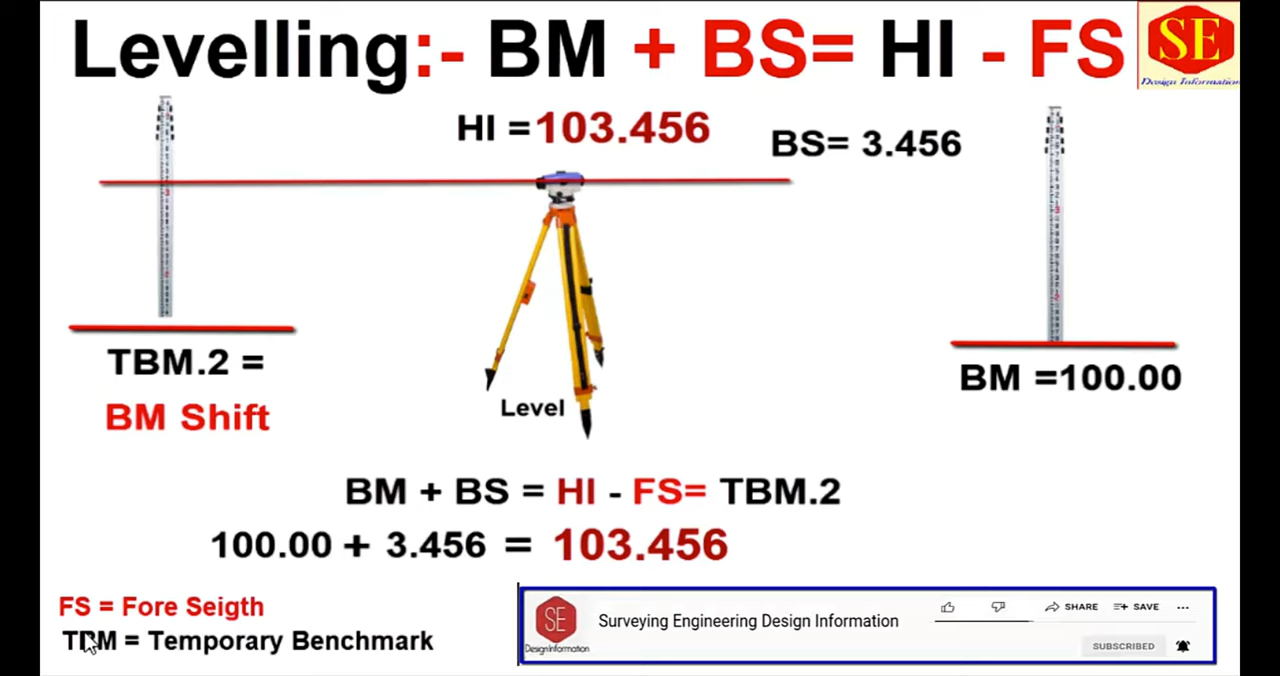 Levelling:- BM + BS= HI - FS
SE
Design Information
HI =103.456
BS= 3.456
TBM.2 =
BM Shift
Level
BM =100.00
BM + BS = HI - FS= TBM.2
100.00 + 3.456 = 103.456
FS = Fore Seigth
TBM = Temporary Benchmark
SE
Design Information
Surveying Engineering Design Information
SHARE
SAVE
SUBSCRIBED